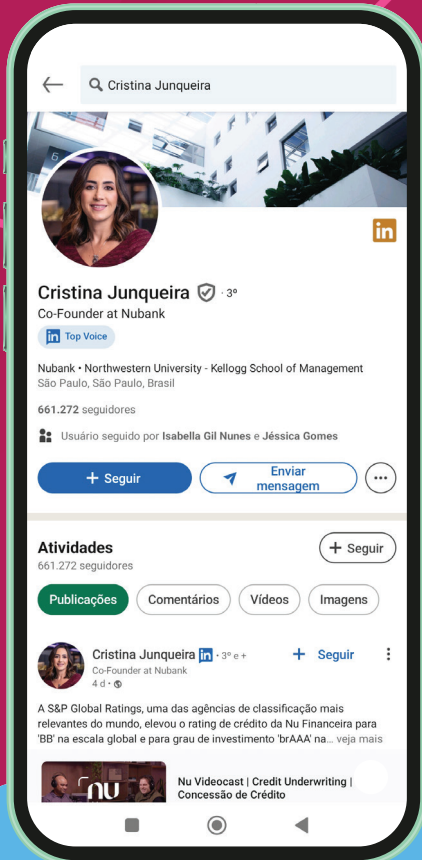 Cristina Junqueira
Cristina Junqueira · 3º
Co-Founder at Nubank
in Top Voice
in
Nubank • Northwestern University - Kellogg School of Management
São Paulo, São Paulo, Brasil
661.272 seguidores
Usuário seguido por Isabella Gil Nunes e Jéssica Gomes
+ Seguir
Enviar
mensagem
Atividades
+ Seguir
661.272 seguidores
Publicações
Comentários
Vídeos
Imagens
Cristina Junqueira in · 3º e +
+ Seguir
Co-Founder at Nubank
4 d •
A S&P Global Ratings, uma das agências de classificação mais
relevantes do mundo, elevou o rating de crédito da Nu Financeira para
'BB' na escala global e para grau de investimento 'brAAA' na... veja mais
nu
Nu Videocast | Credit Underwriting |
Concessão de Crédito